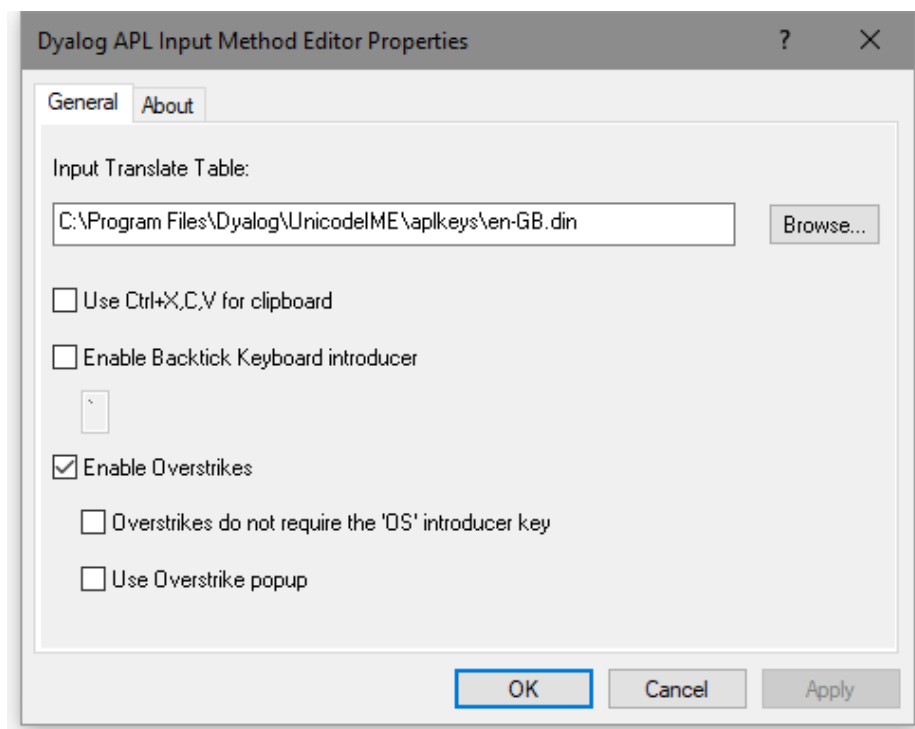 Dyalog APL Input Method Editor Properties ? ×
General About
Input Translate Table:
C:\Program Files\Dyalog\UnicodeIME\aplkeys\en-GB.din Browse...
Use Ctrl+X,C,V for clipboard
Enable Backtick Keyboard introducer
`
Enable Overstrikes
Overstrikes do not require the 'OS' introducer key
Use Overstrike popup
OK Cancel Apply